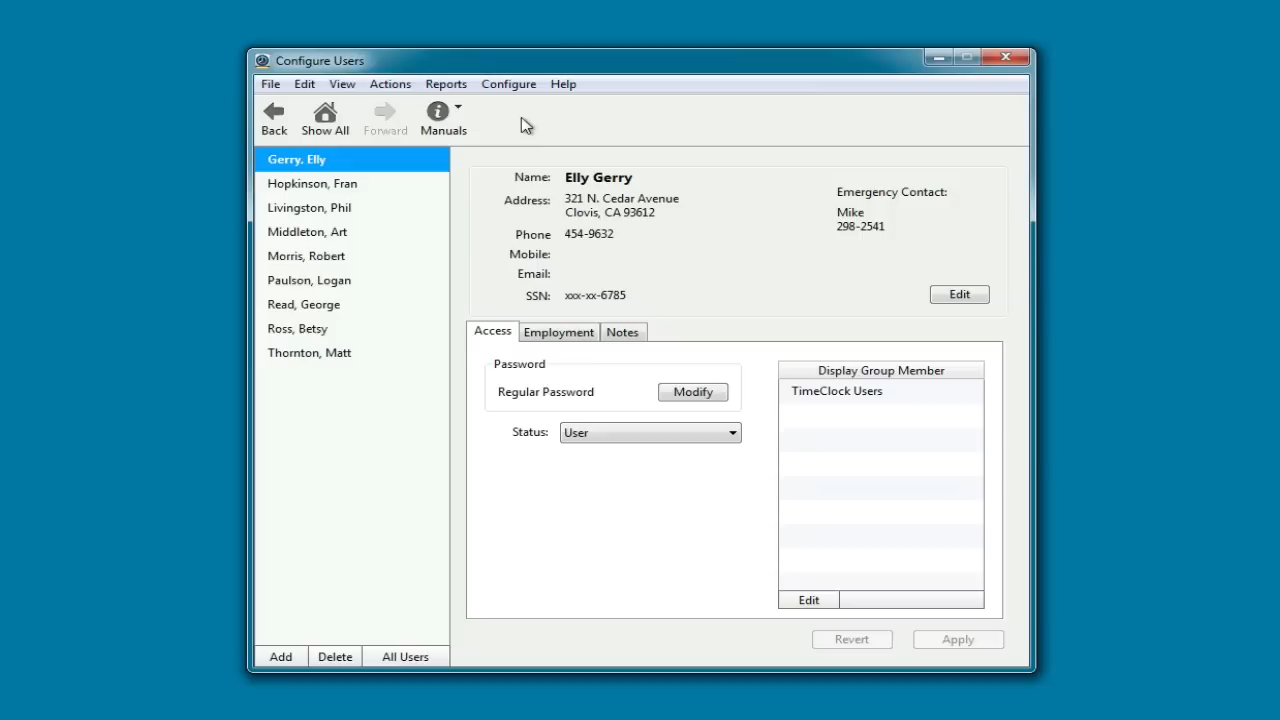 Configure Users
File Edit View Actions Reports Configure Help
Back Show All Forward Manuals
Gerry, Elly
Hopkinson, Fran
Livingston, Phil
Middleton, Art
Morris, Robert
Paulson, Logan
Read, George
Ross, Betsy
Thornton, Matt
Add Delete All Users
Name: Elly Gerry
Address: 321 N. Cedar Avenue
Clovis, CA 93612
Phone 454-9632
Mobile:
Email:
SSN: xxx-xx-6785
Emergency Contact:
Mike
298-2541
Edit
Access Employment Notes
Password
Regular Password Modify
Status: User
Display Group Member
TimeClock Users
Edit
Revert Apply